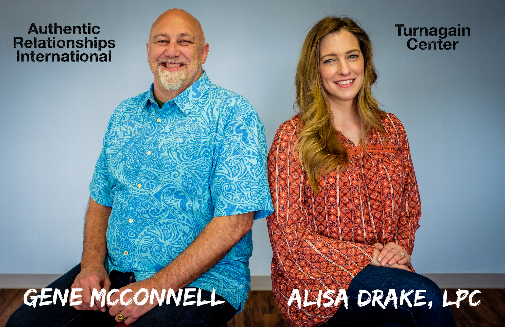 Authentic
Relationships
International
Turnagain
Center
GENE MCCONNELL
ALISA DRAKE, LPC